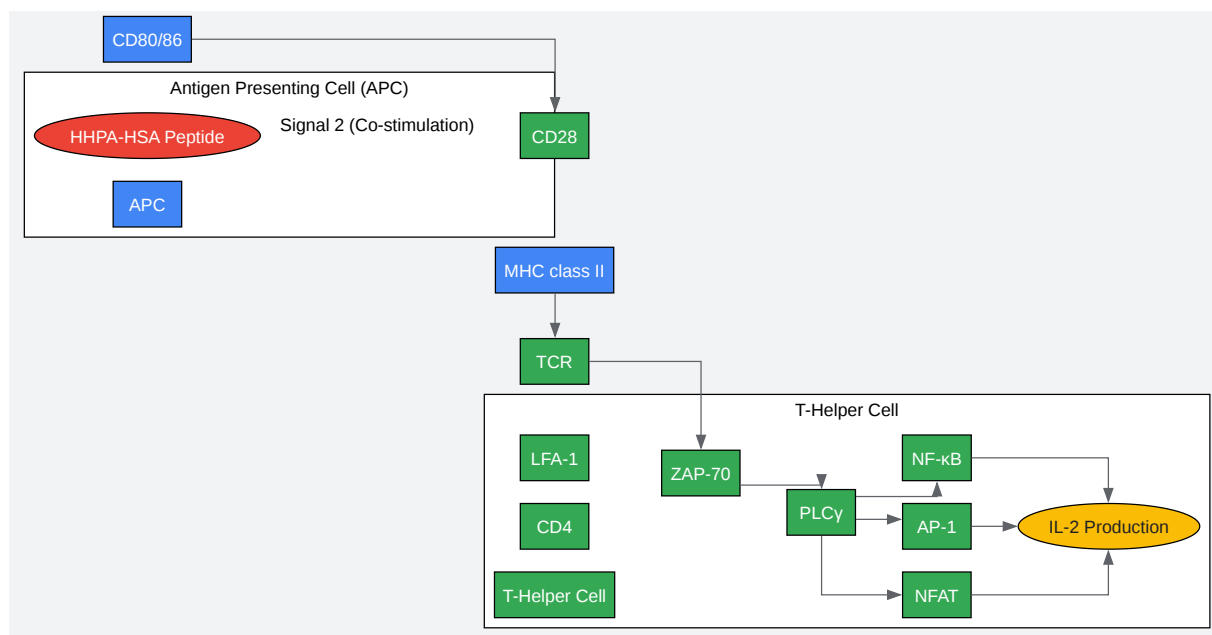 CD80/86
Antigen Presenting Cell (APC)
HHPA-HSA Peptide
Signal 2 (Co-stimulation)
CD28
APC
MHC class II
TCR
T-Helper Cell
LFA-1
ZAP-70
NF-κB
CD4
PLCγ
AP-1
IL-2 Production
T-Helper Cell
NFAT